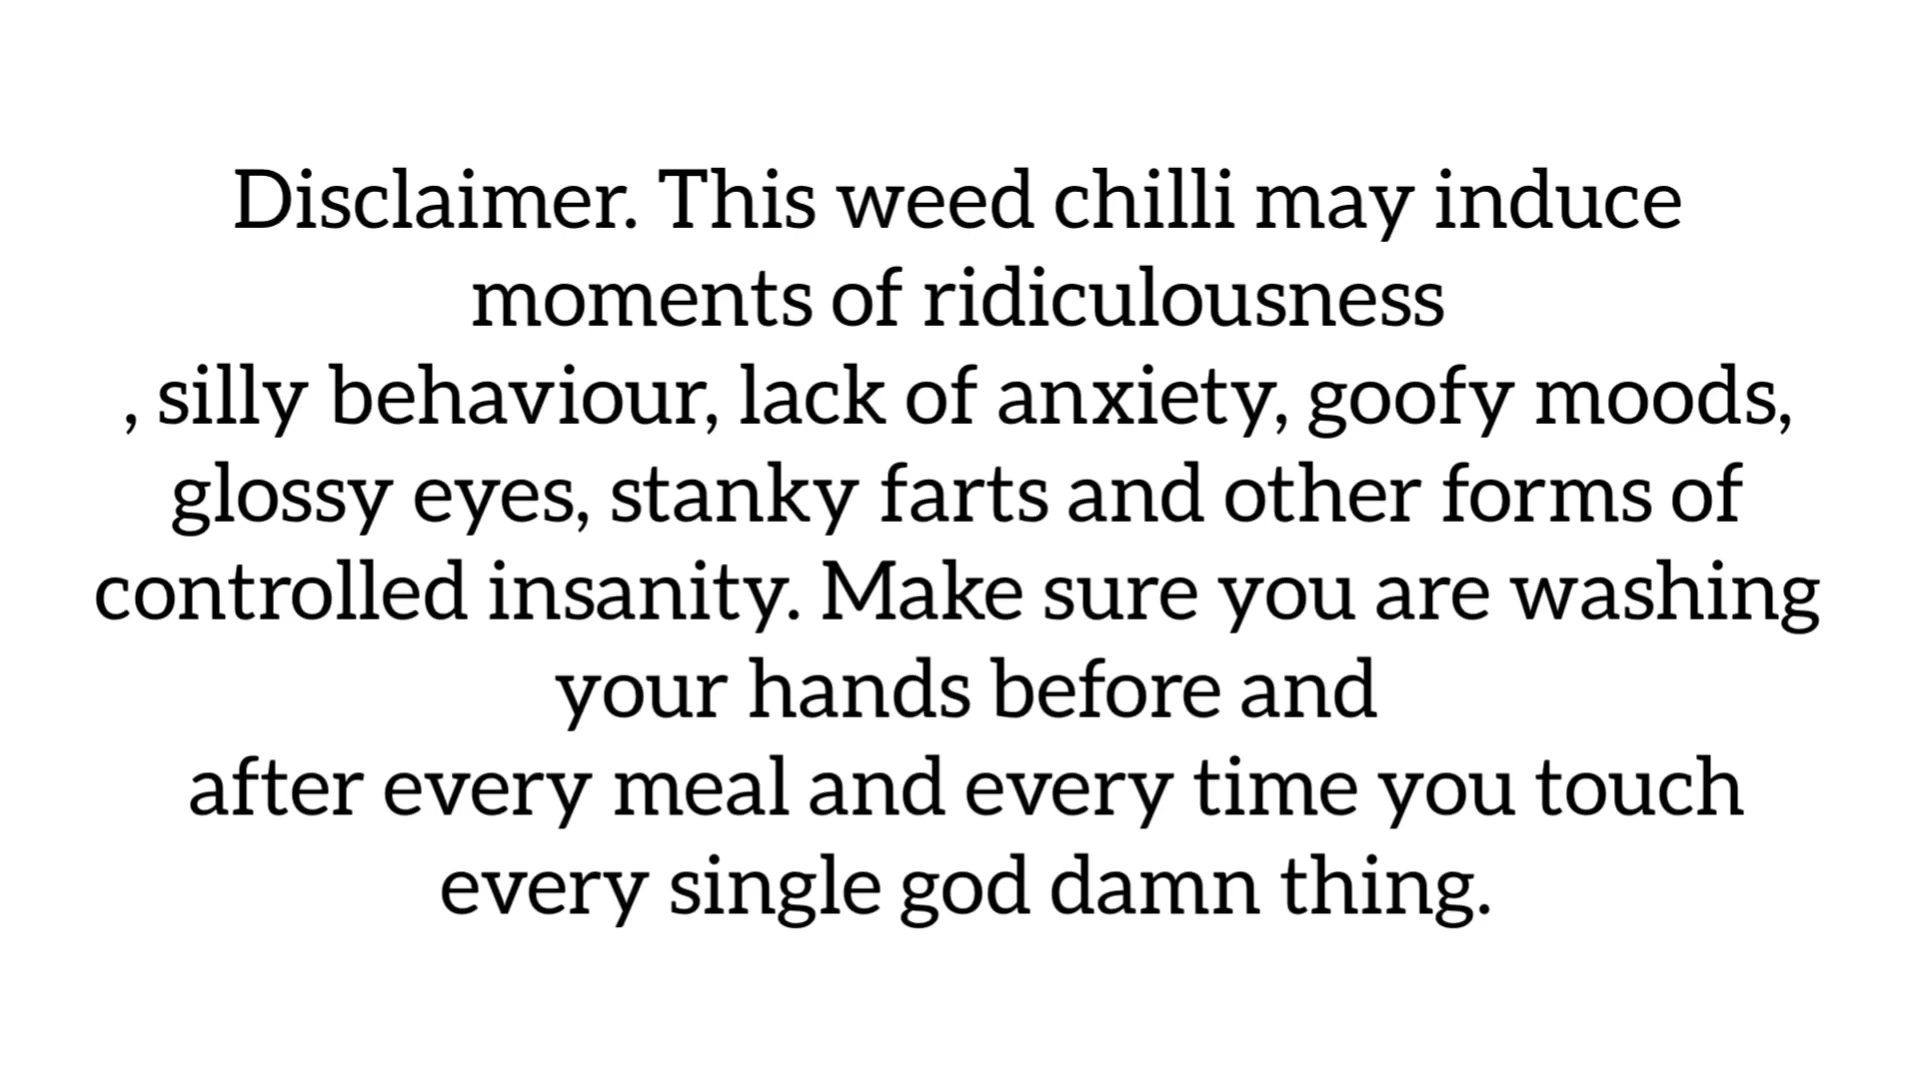 Disclaimer. This weed chilli may induce
moments of ridiculousness
, silly behaviour, lack of anxiety, goofy moods,
glossy eyes, stanky farts and other forms of
controlled insanity. Make sure you are washing
your hands before and
after every meal and every time you touch
every single god damn thing.